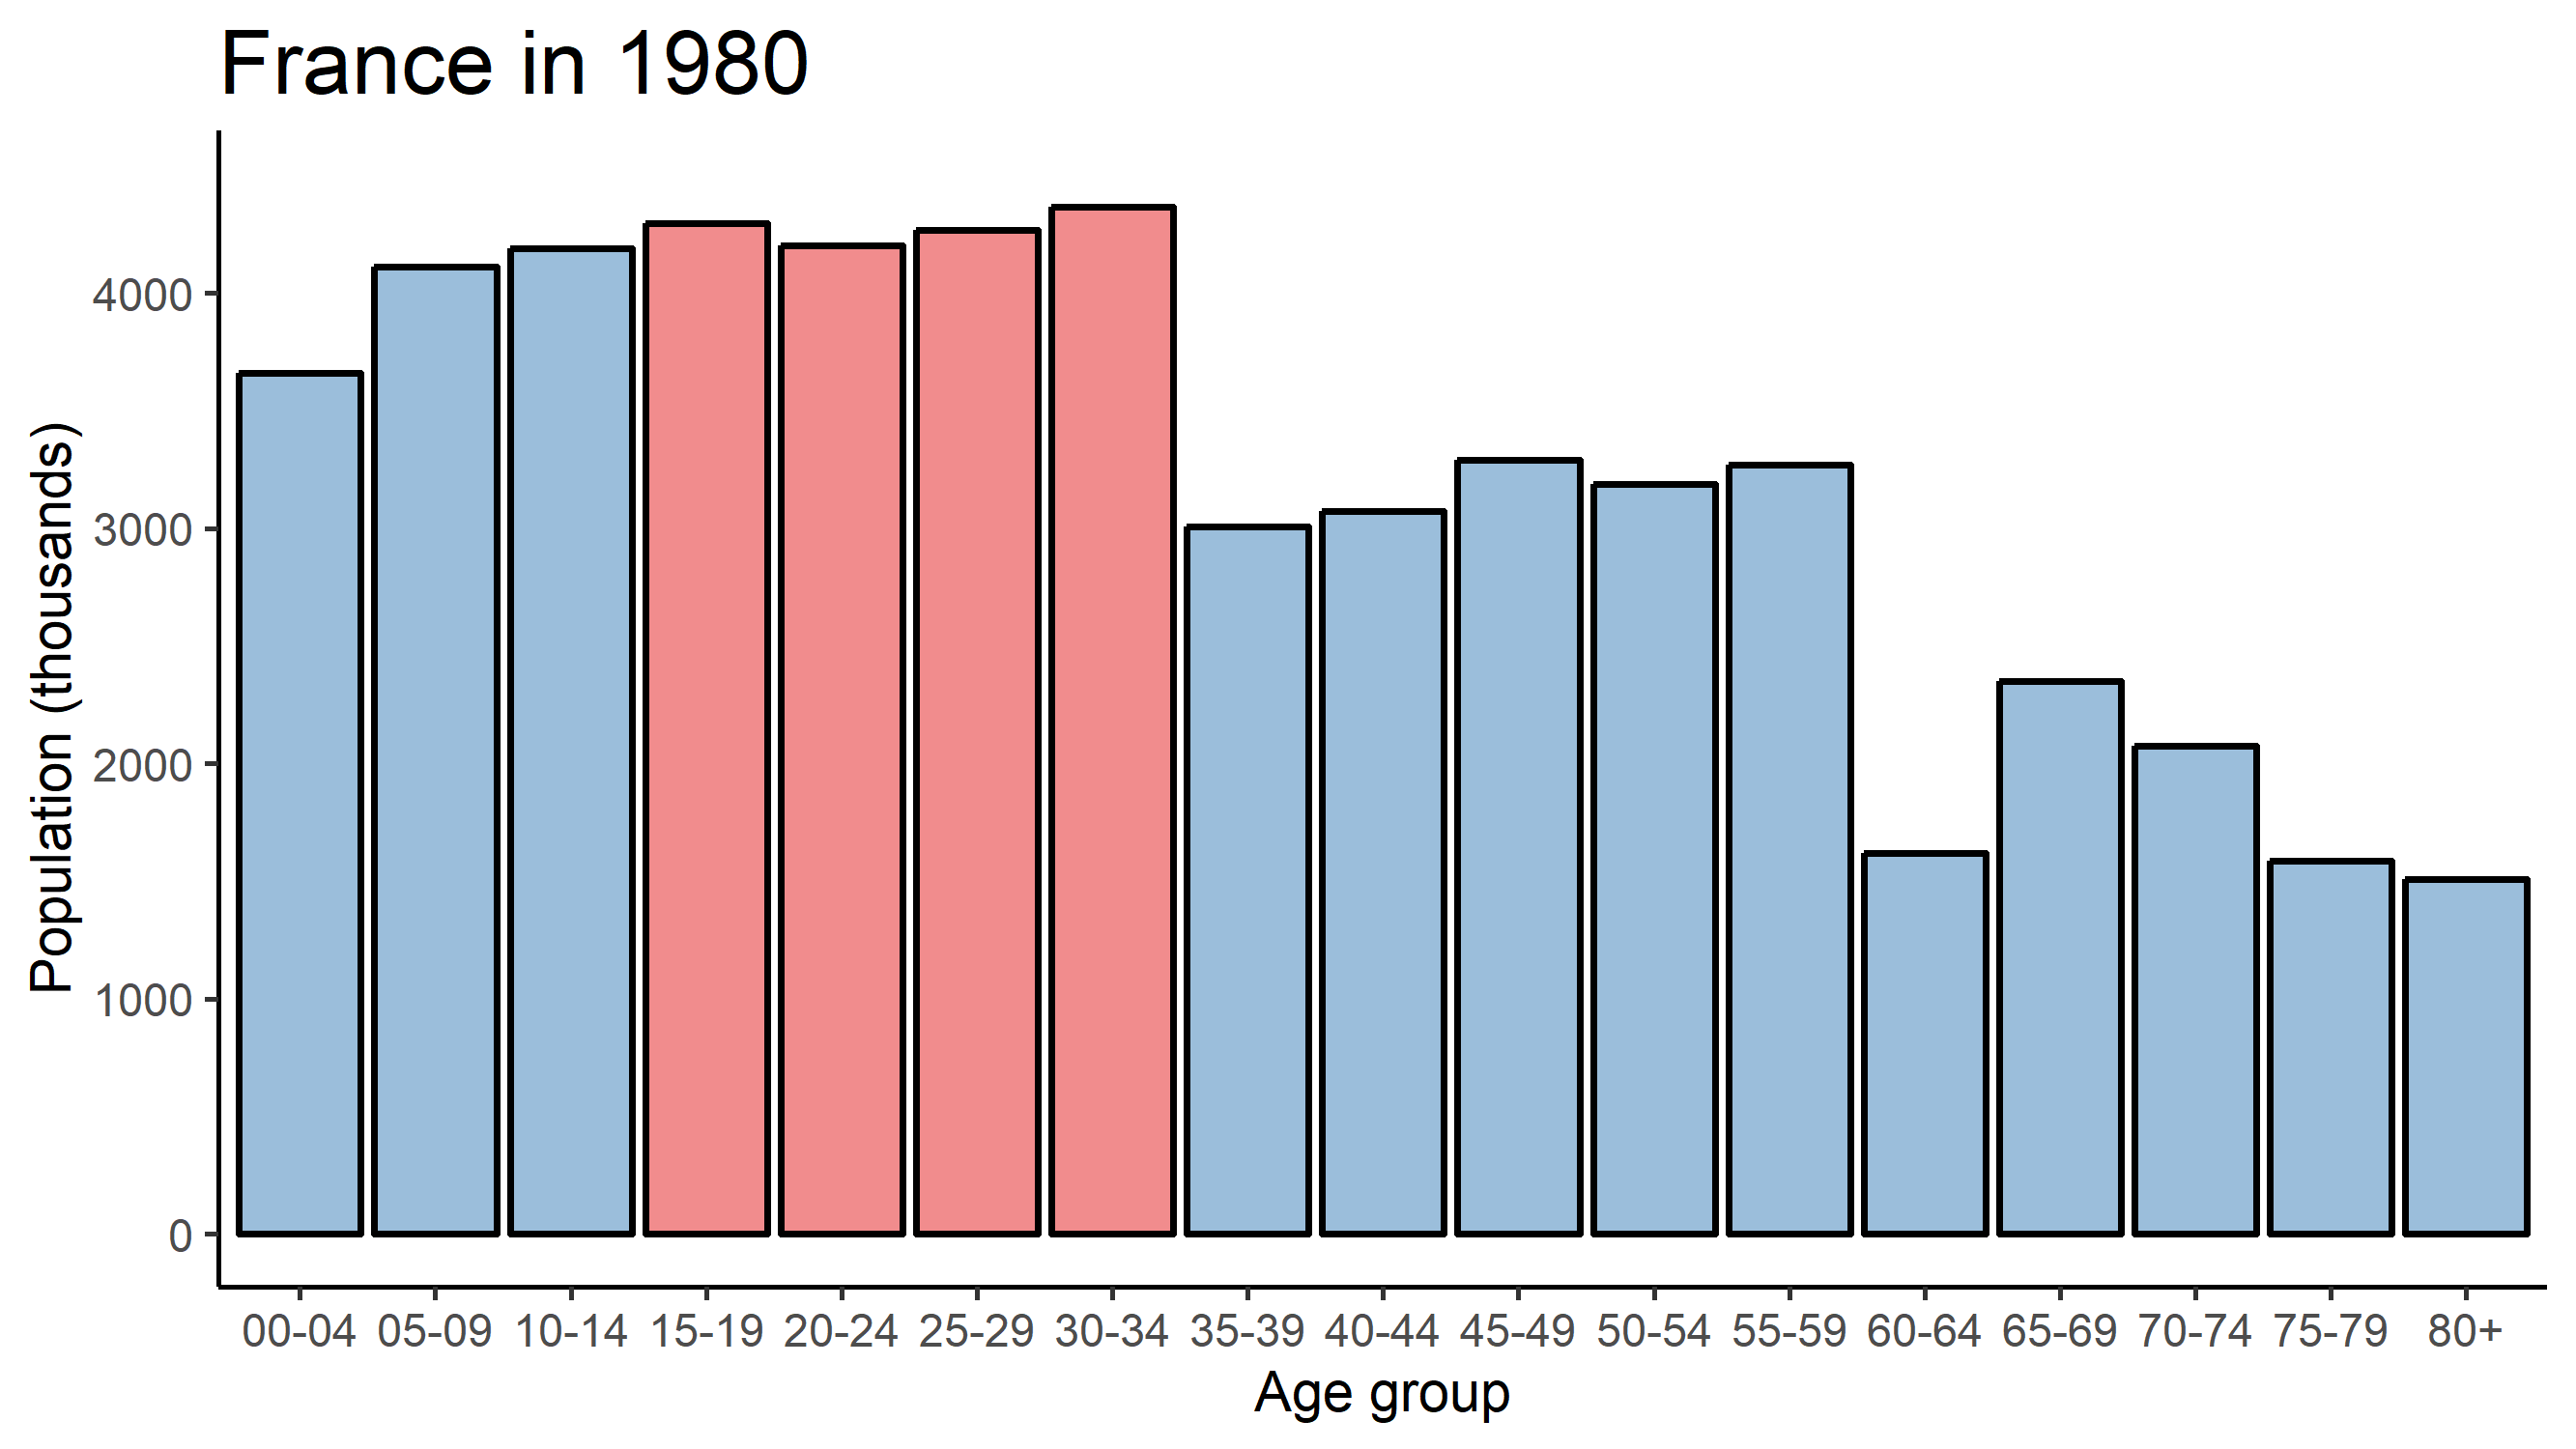 France in 1980
Population (thousands)
4000
3000
2000
1000
0
00-04 05-09 10-14 15-19 20-24 25-29 30-34 35-39 40-44 45-49 50-54 55-59 60-64 65-69 70-74 75-79 80+
Age group